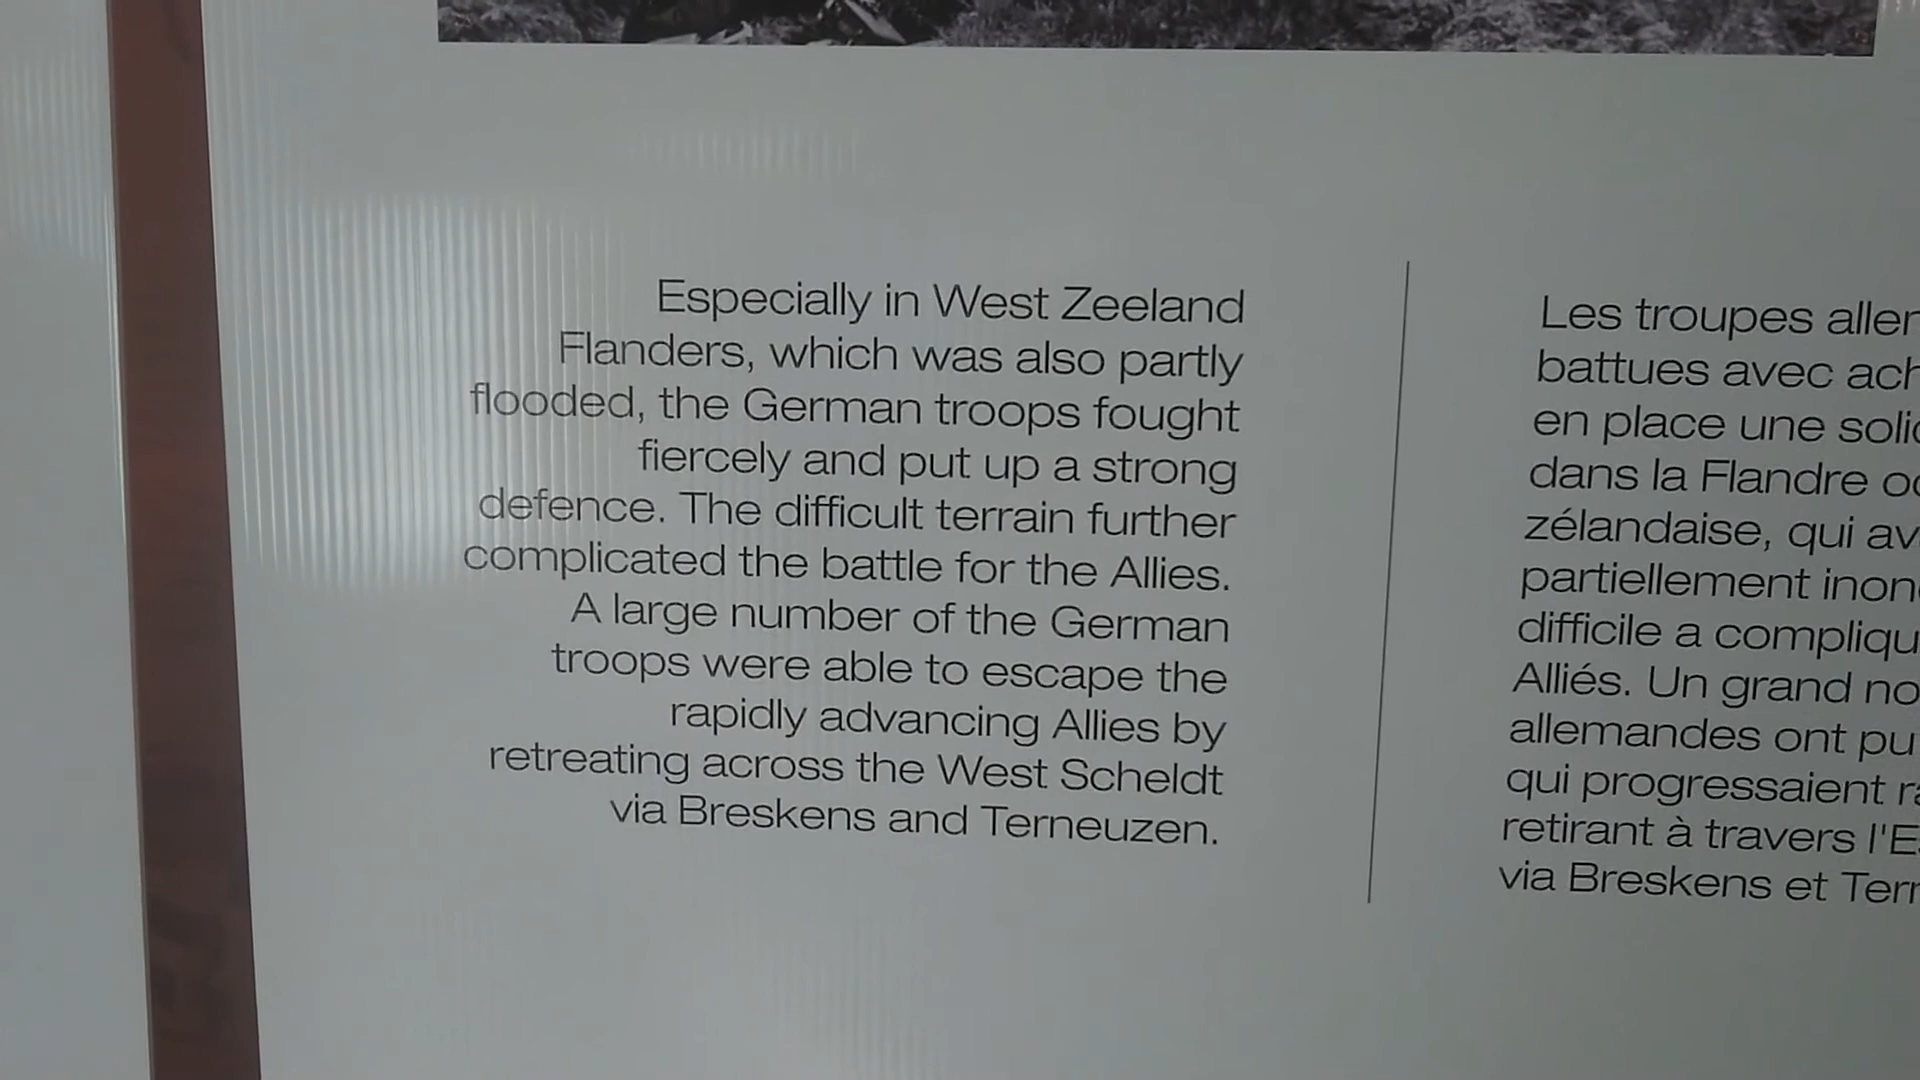 Especially in West Zeeland
Flanders, which was also partly
flooded, the German troops fought
fiercely and put up a strong
defence. The difficult terrain further
complicated the battle for the Allies.
A large number of the German
troops were able to escape the
rapidly advancing Allies by
retreating across the West Scheldt
via Breskens and Terneuzen.
Les troupes
battues avec
en place une
dans la Flandre
zélandaise, qui
partiellement
difficile a
Alliés. Un grand
allemandes ont pu
qui progressaient
retirant à travers
via Breskens et